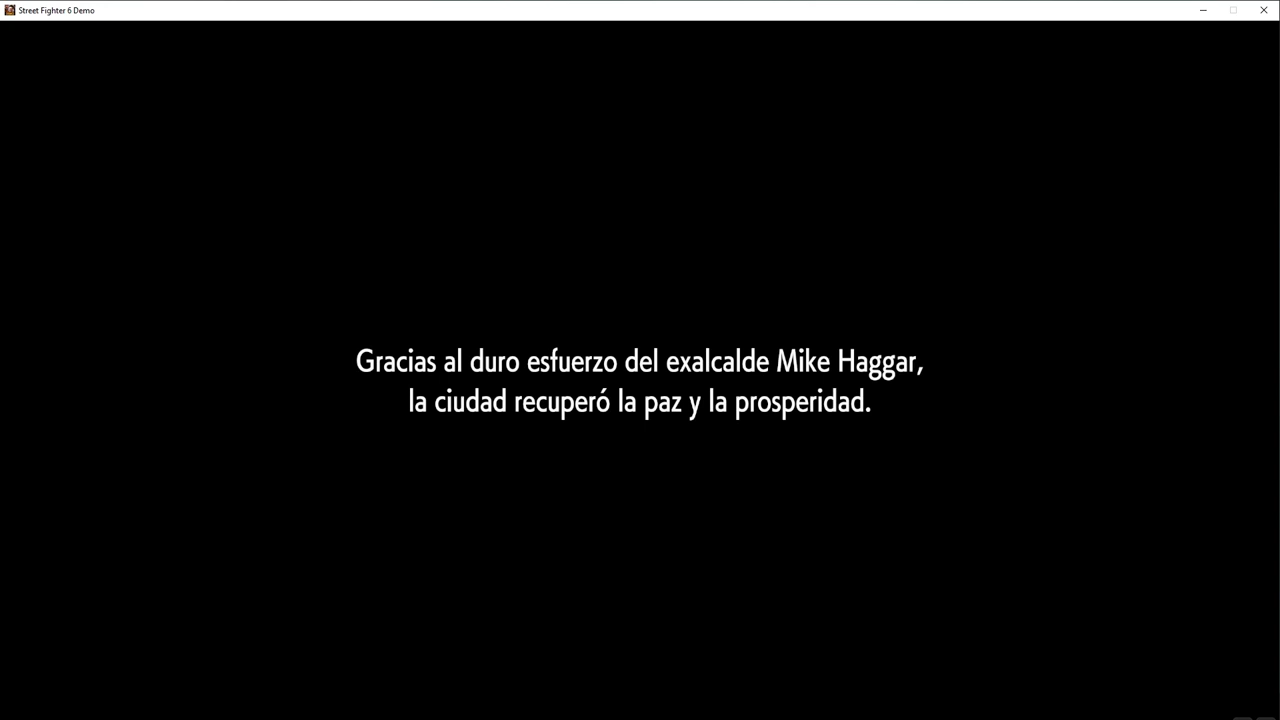 Street Fighter 6 Demo
Gracias al duro esfuerzo del exalcalde Mike Haggar,
la ciudad recuperó la paz y la prosperidad.